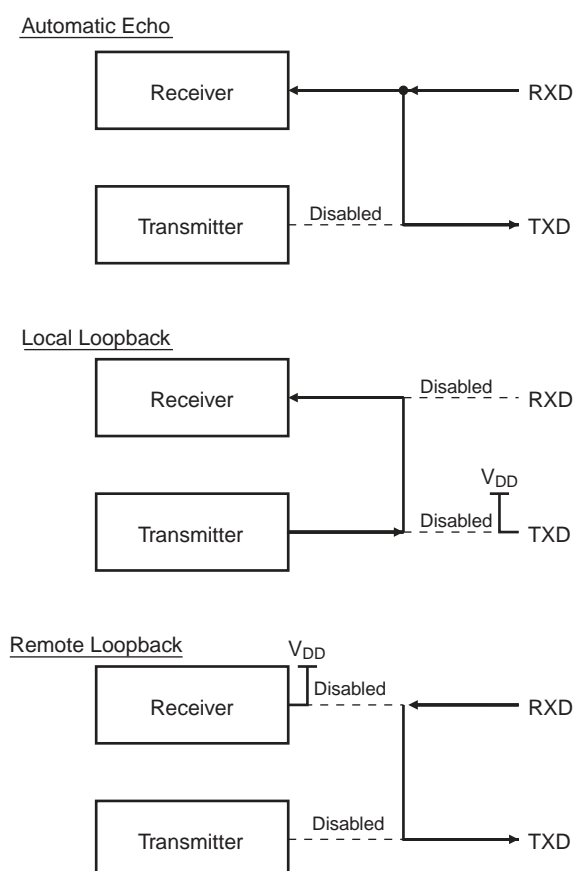 Automatic Echo
Receiver
RXD
Transmitter
Disabled
TXD
Local Loopback
Receiver
Disabled
RXD
VDD
Transmitter
Disabled
TXD
Remote Loopback
VDD
Receiver
Disabled
RXD
Transmitter
Disabled
TXD